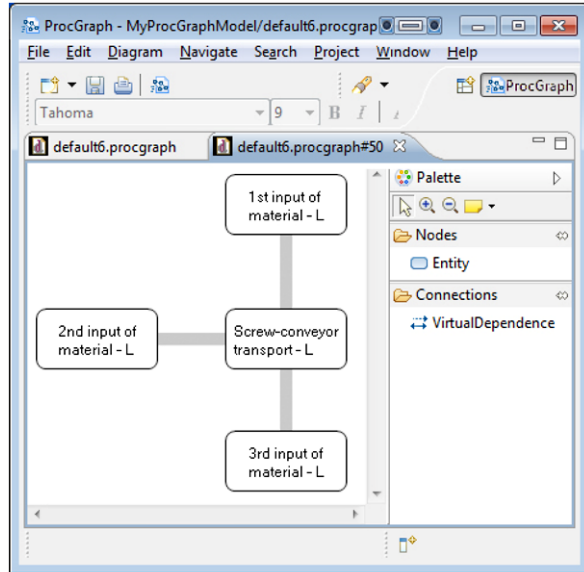 ProcGraph - MyProcGraphModel/default6.procgrap
File Edit Diagram Navigate Search Project Window Help
ProcGraph
Tahoma 9 B I
default6.procgraph default6.procgraph#50
Palette
1st input of
material - L
Nodes
Entity
Connections
2nd input of
material - L
Screw-conveyor
transport - L
VirtualDependence
3rd input of
material - L